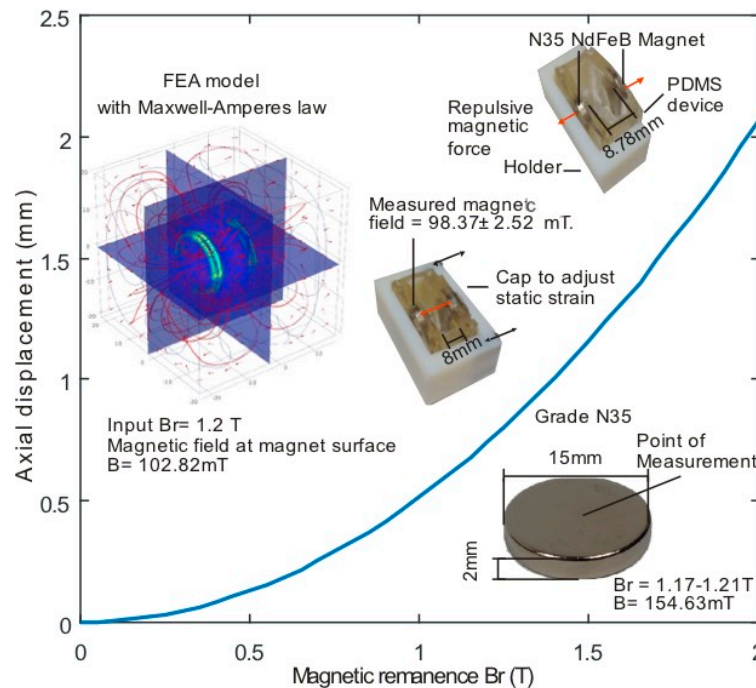 2.5
2
1.5
1
0.5
0
Axial displacement (mm)
FEA model
with Maxwell-Amperes law
Input Br= 1.2 T
Magnetic field at magnet surface
B= 102.82mT
N35 NdFeB Magnet
PDMS
device
Repulsive
magnetic
force
8.78mm
Holder
Measured magnetic
field = 98.37± 2.52 mT.
Cap to adjust
static strain
8mm
Grade N35
15mm
Point of
Measurement
2mm
Br = 1.17-1.21T
B= 154.63mT
0
0.5
1
1.5
2
Magnetic remanence Br (T)